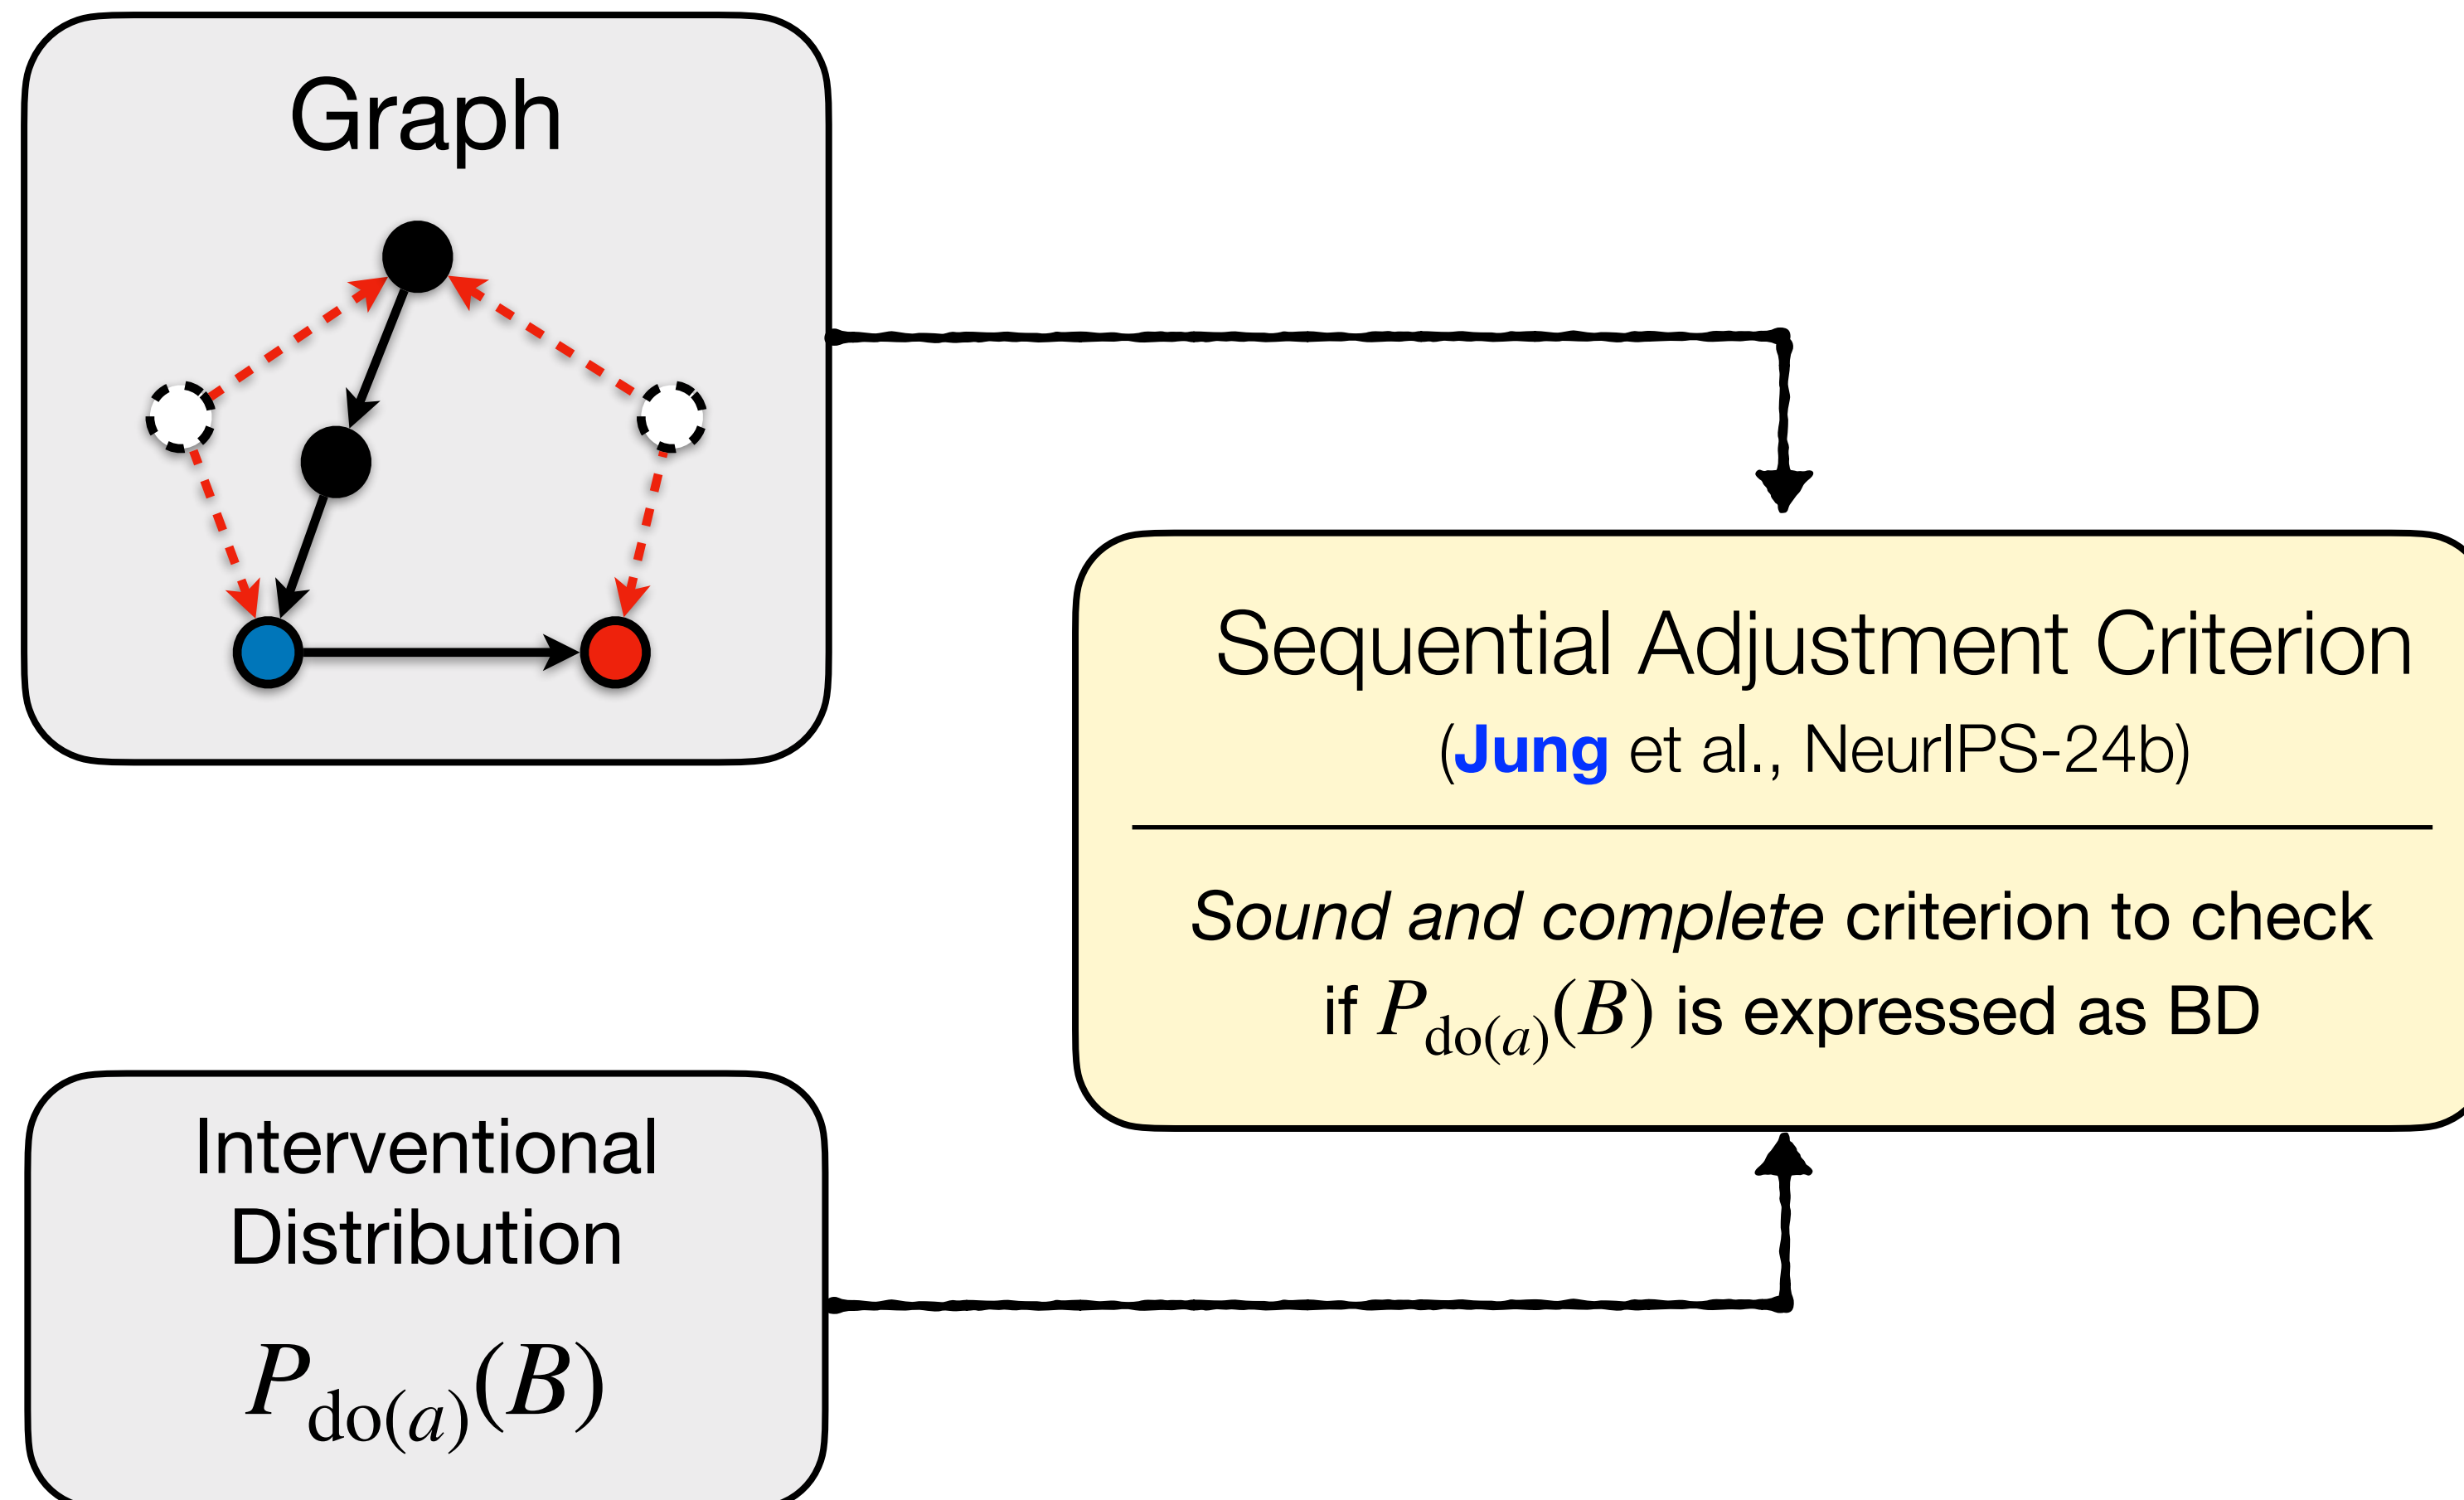 Graph
Sequential Adjustment Criterion
(Jung et al., NeurIPS-24b)
Sound and complete criterion to check
if P_do(a)(B) is expressed as BD
Interventional
Distribution
P_do(a)(B)